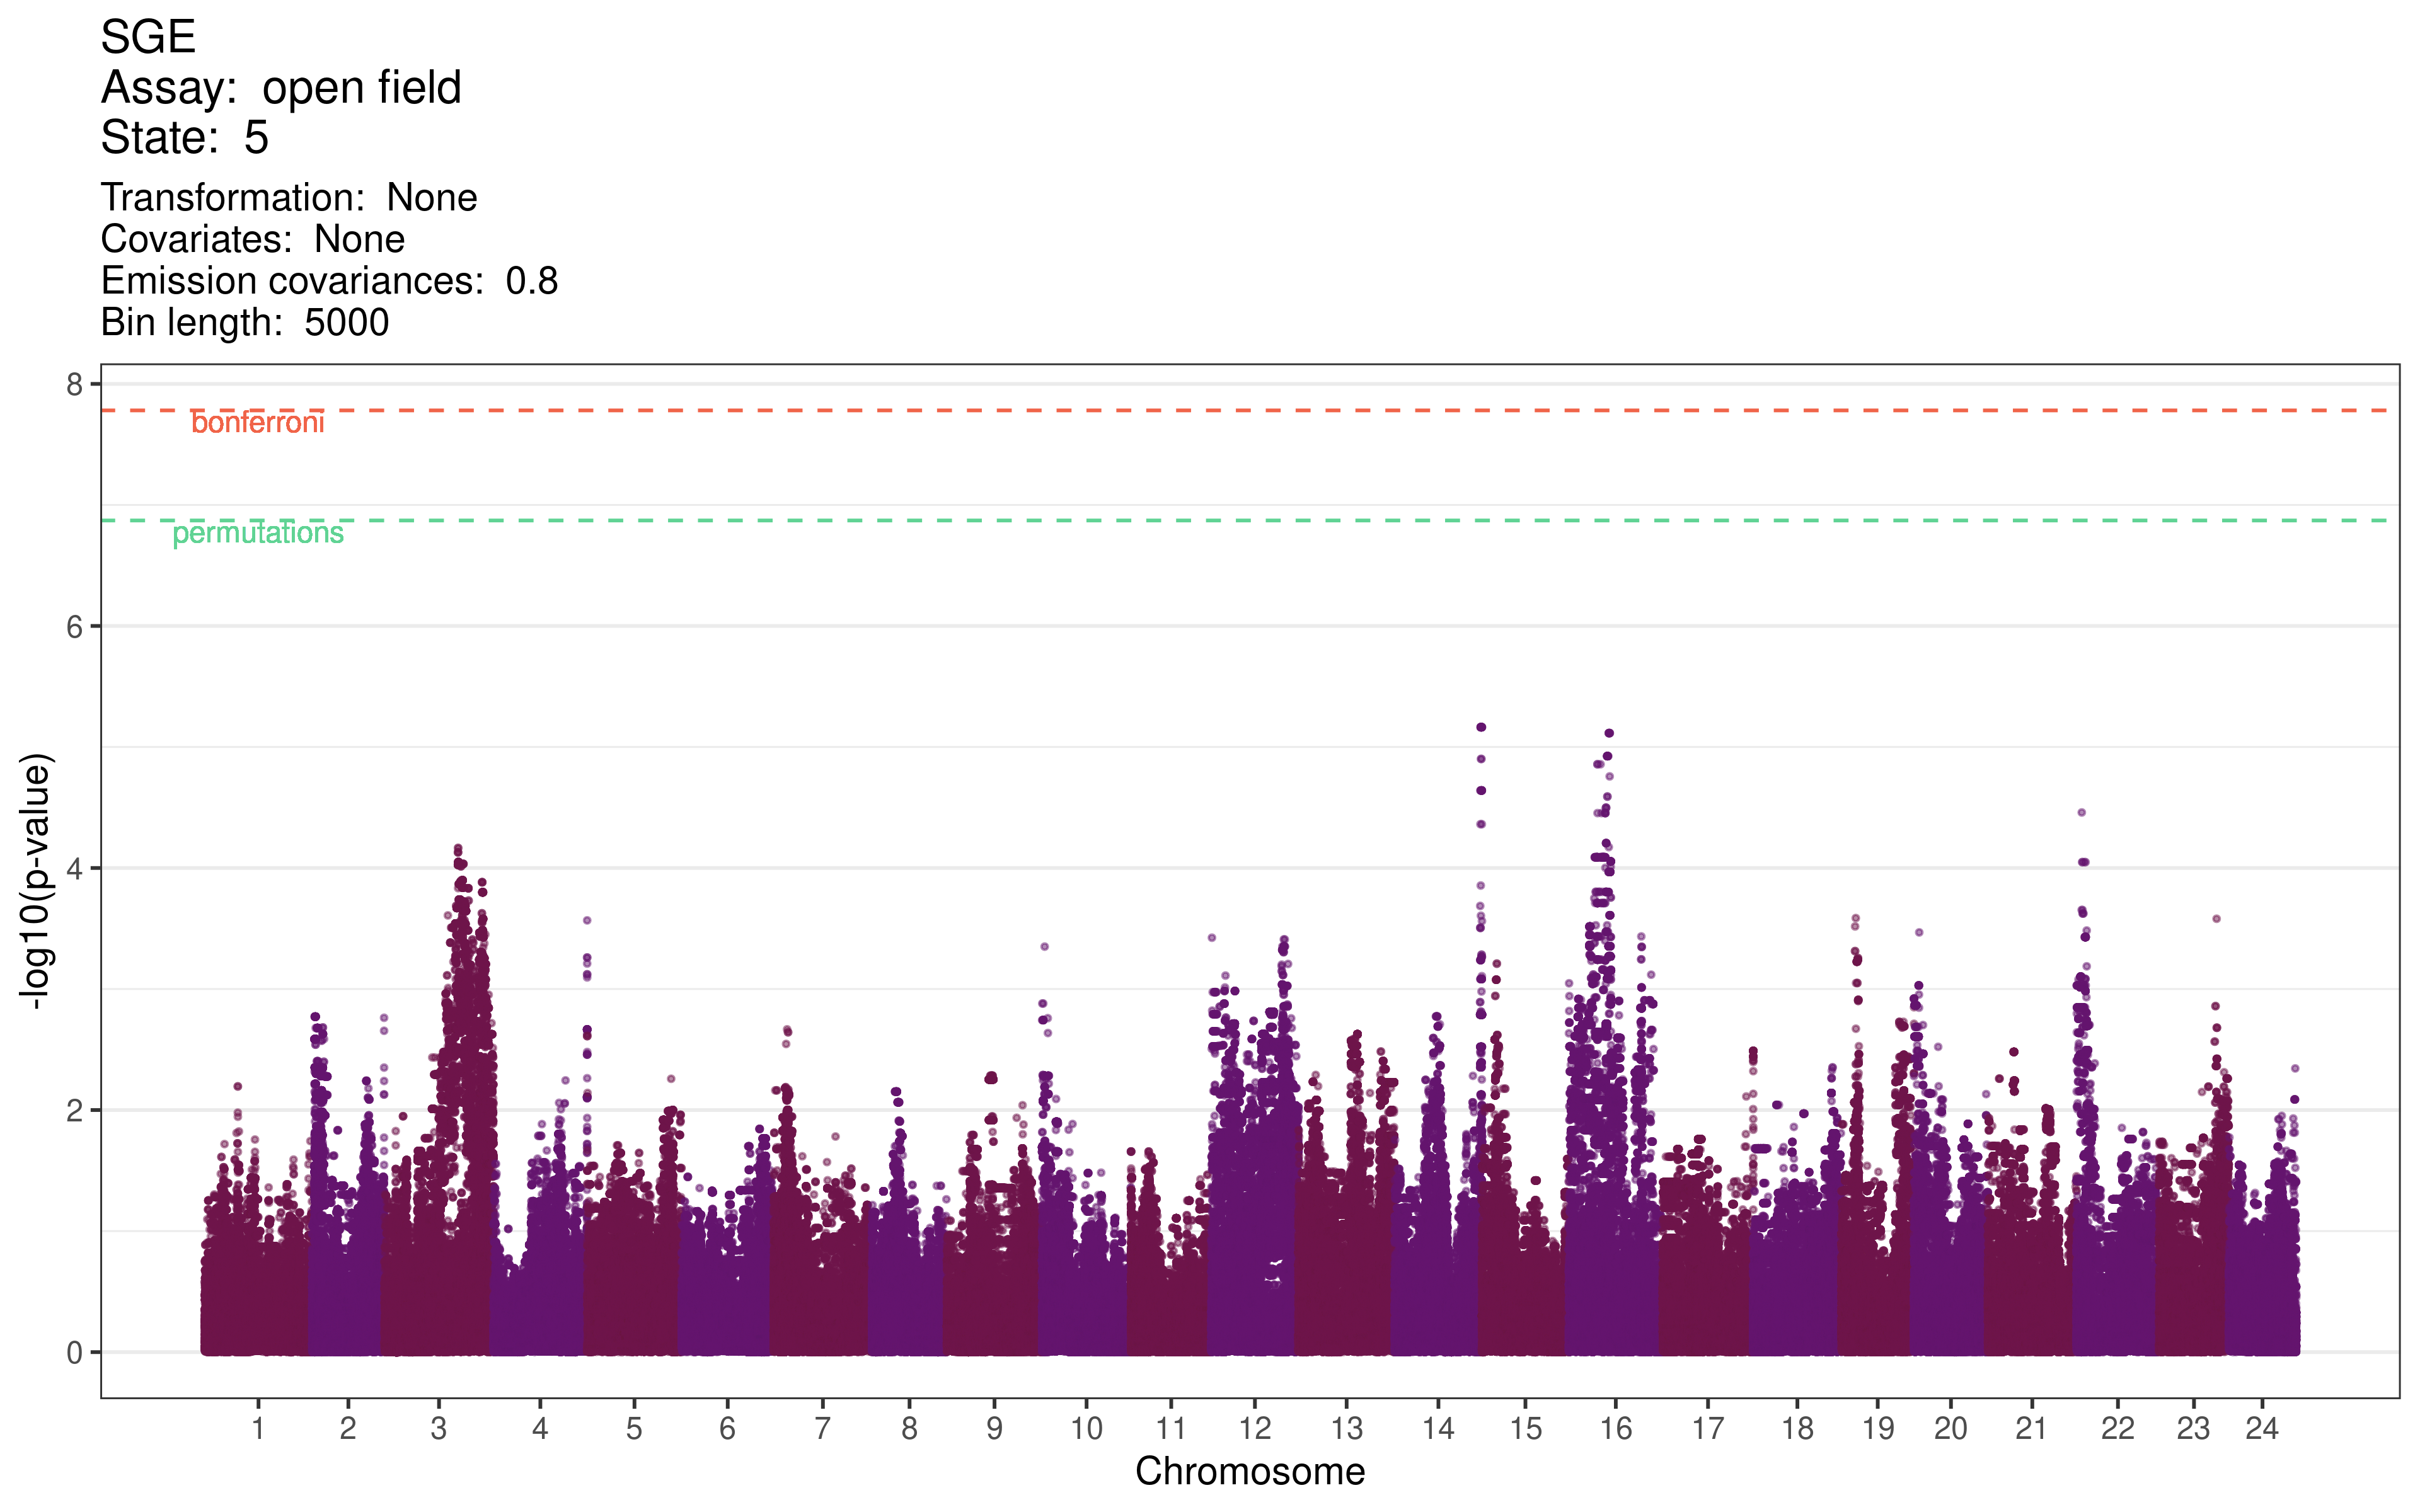 SGE
Assay: open field
State: 5
Transformation: None
Covariates: None
Emission covariances: 0.8
Bin length: 5000
8
bonferroni
permutations
6
4
2
0
-log10(p-value)
1 2 3 4 5 6 7 8 9 10 11 12 13 14 15 16 17 18 19 20 21 22 23 24
Chromosome